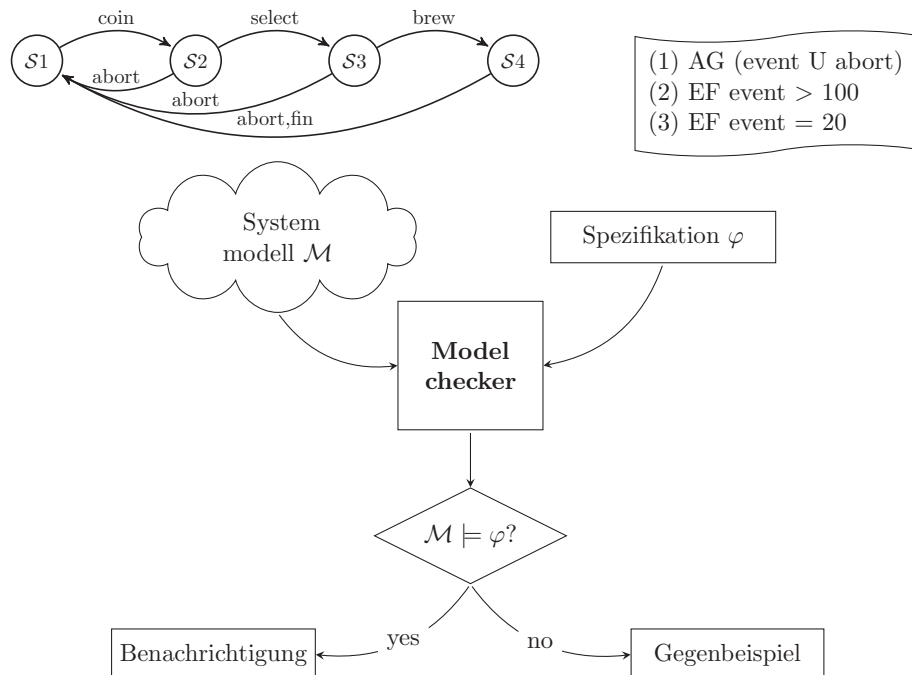 coin
select
brew
S1
S2
S3
S4
abort
abort
abort,fin
(1) AG (event U abort)
(2) EF event > 100
(3) EF event = 20
System
modell M
Spezifikation φ
Model
checker
M ⊨ φ?
yes
no
Benachrichtigung
Gegenbeispiel